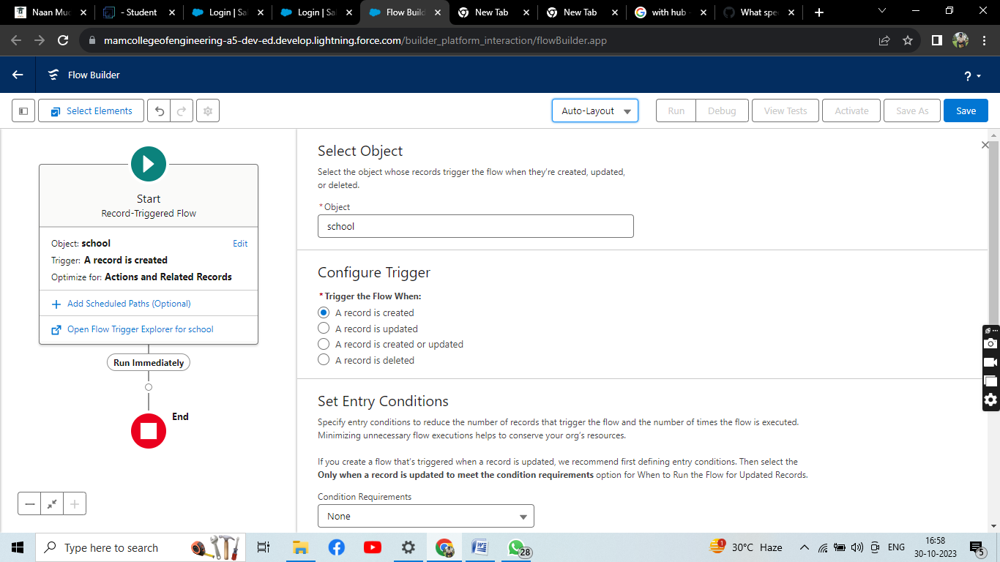 Naan Mud
- Student
Login | Sal
Login | Sal
Flow Build
New Tab
New Tab
with hub -
What spec
mamcollegeofengineering-a5-dev-ed.develop.lightning.force.com/builder_platform_interaction/flowBuilder.app
Flow Builder
?
Select Elements
Auto-Layout
Run
Debug
View Tests
Activate
Save As
Save
Start
Record-Triggered Flow
Object: school
Edit
Trigger: A record is created
Optimize for: Actions and Related Records
Add Scheduled Paths (Optional)
Open Flow Trigger Explorer for school
Run Immediately
End
Select Object
Select the object whose records trigger the flow when they're created, updated,
or deleted.
*Object
school
Configure Trigger
*Trigger the Flow When:
A record is created
A record is updated
A record is created or updated
A record is deleted
Set Entry Conditions
Specify entry conditions to reduce the number of records that trigger the flow and the number of times the flow is executed.
Minimizing unnecessary flow executions helps to conserve your org's resources.
If you create a flow that's triggered when a record is updated, we recommend first defining entry conditions. Then select the
Only when a record is updated to meet the condition requirements option for When to Run the Flow for Updated Records.
Condition Requirements
None
Type here to search
28
1
30°C Haze
ENG
16:58
30-10-2023
5